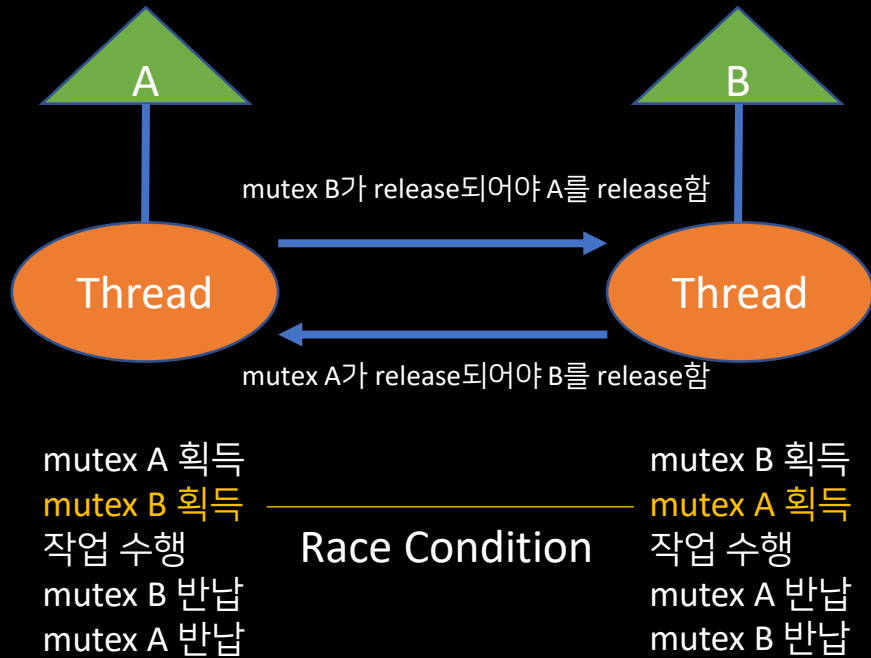 A
B
mutex B가 release되어야 A를 release함
Thread
Thread
mutex A가 release되어야 B를 release함
mutex A 획득
mutex B 획득
작업 수행
mutex B 반납
mutex A 반납
Race Condition
mutex B 획득
mutex A 획득
작업 수행
mutex A 반납
mutex B 반납